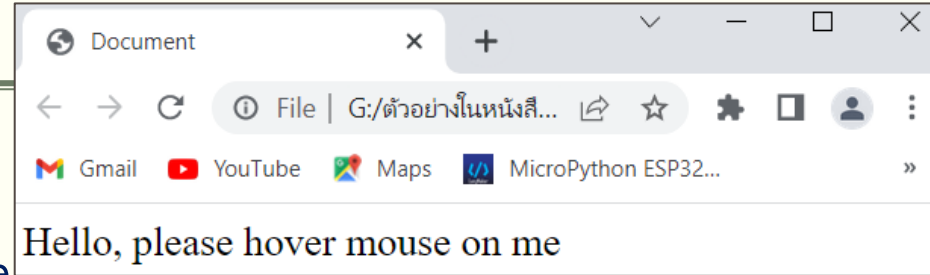 Document
File | G:/ตัวอย่างในหนังสื...
Gmail YouTube Maps MicroPython ESP32... »
Hello, please hover mouse on me